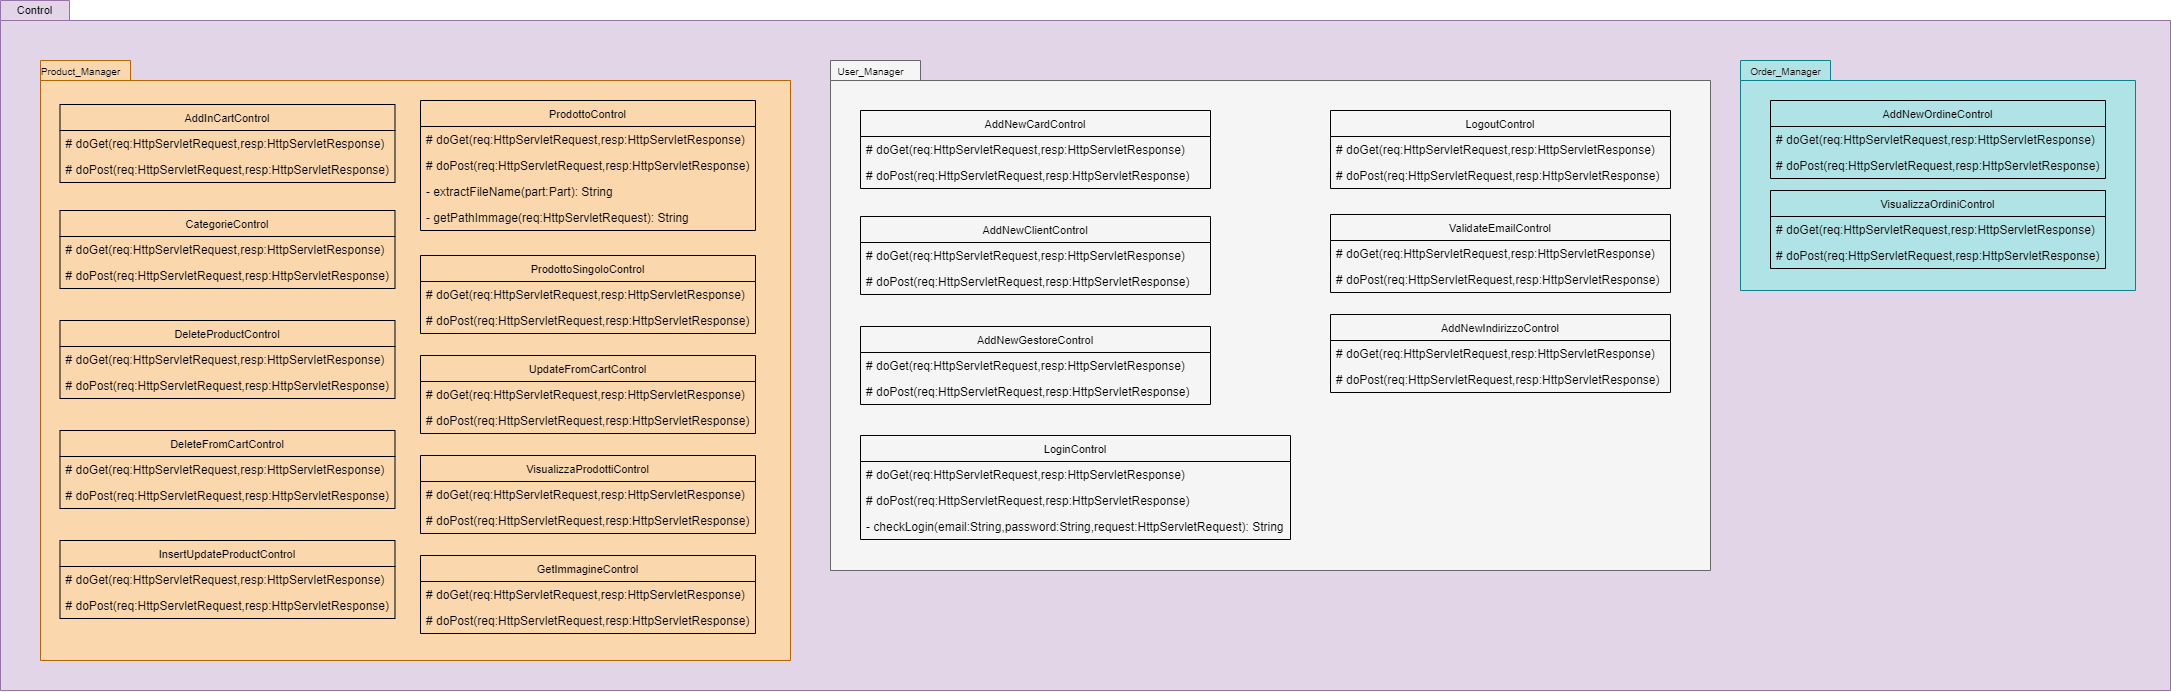 Control
Product_Manager
AddInCartControl
# doGet(req:HttpServletRequest,resp:HttpServletResponse)
# doPost(req:HttpServletRequest,resp:HttpServletResponse)
CategorieControl
# doGet(req:HttpServletRequest,resp:HttpServletResponse)
# doPost(req:HttpServletRequest,resp:HttpServletResponse)
DeleteProductControl
# doGet(req:HttpServletRequest,resp:HttpServletResponse)
# doPost(req:HttpServletRequest,resp:HttpServletResponse)
DeleteFromCartControl
# doGet(req:HttpServletRequest,resp:HttpServletResponse)
# doPost(req:HttpServletRequest,resp:HttpServletResponse)
InsertUpdateProductControl
# doGet(req:HttpServletRequest,resp:HttpServletResponse)
# doPost(req:HttpServletRequest,resp:HttpServletResponse)
ProdottoControl
# doGet(req:HttpServletRequest,resp:HttpServletResponse)
# doPost(req:HttpServletRequest,resp:HttpServletResponse)
- extractFileName(part:Part): String
- getPathImmage(req:HttpServletRequest): String
ProdottoSingoloControl
# doGet(req:HttpServletRequest,resp:HttpServletResponse)
# doPost(req:HttpServletRequest,resp:HttpServletResponse)
UpdateFromCartControl
# doGet(req:HttpServletRequest,resp:HttpServletResponse)
# doPost(req:HttpServletRequest,resp:HttpServletResponse)
VisualizzaProdottiControl
# doGet(req:HttpServletRequest,resp:HttpServletResponse)
# doPost(req:HttpServletRequest,resp:HttpServletResponse)
GetImmagineControl
# doGet(req:HttpServletRequest,resp:HttpServletResponse)
# doPost(req:HttpServletRequest,resp:HttpServletResponse)
User_Manager
AddNewCardControl
# doGet(req:HttpServletRequest,resp:HttpServletResponse)
# doPost(req:HttpServletRequest,resp:HttpServletResponse)
AddNewClientControl
# doGet(req:HttpServletRequest,resp:HttpServletResponse)
# doPost(req:HttpServletRequest,resp:HttpServletResponse)
AddNewGestoreControl
# doGet(req:HttpServletRequest,resp:HttpServletResponse)
# doPost(req:HttpServletRequest,resp:HttpServletResponse)
LoginControl
# doGet(req:HttpServletRequest,resp:HttpServletResponse)
# doPost(req:HttpServletRequest,resp:HttpServletResponse)
- checkLogin(email:String,password:String,request:HttpServletRequest): String
LogoutControl
# doGet(req:HttpServletRequest,resp:HttpServletResponse)
# doPost(req:HttpServletRequest,resp:HttpServletResponse)
ValidateEmailControl
# doGet(req:HttpServletRequest,resp:HttpServletResponse)
# doPost(req:HttpServletRequest,resp:HttpServletResponse)
AddNewIndirizzoControl
# doGet(req:HttpServletRequest,resp:HttpServletResponse)
# doPost(req:HttpServletRequest,resp:HttpServletResponse)
Order_Manager
AddNewOrdineControl
# doGet(req:HttpServletRequest,resp:HttpServletResponse)
# doPost(req:HttpServletRequest,resp:HttpServletResponse)
VisualizzaOrdiniControl
# doGet(req:HttpServletRequest,resp:HttpServletResponse)
# doPost(req:HttpServletRequest,resp:HttpServletResponse)